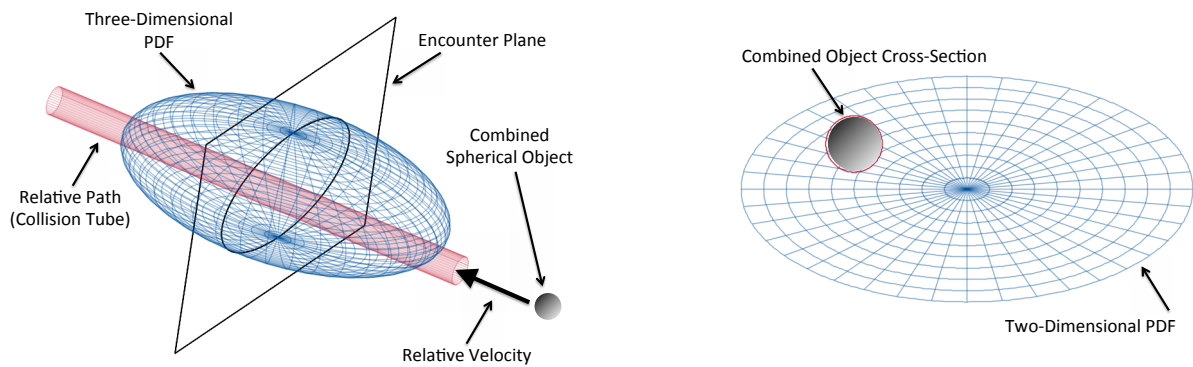 Three-Dimensional
PDF
Encounter Plane
Combined
Spherical Object
Relative Path
(Collision Tube)
Relative Velocity
Combined Object Cross-Section
Two-Dimensional PDF